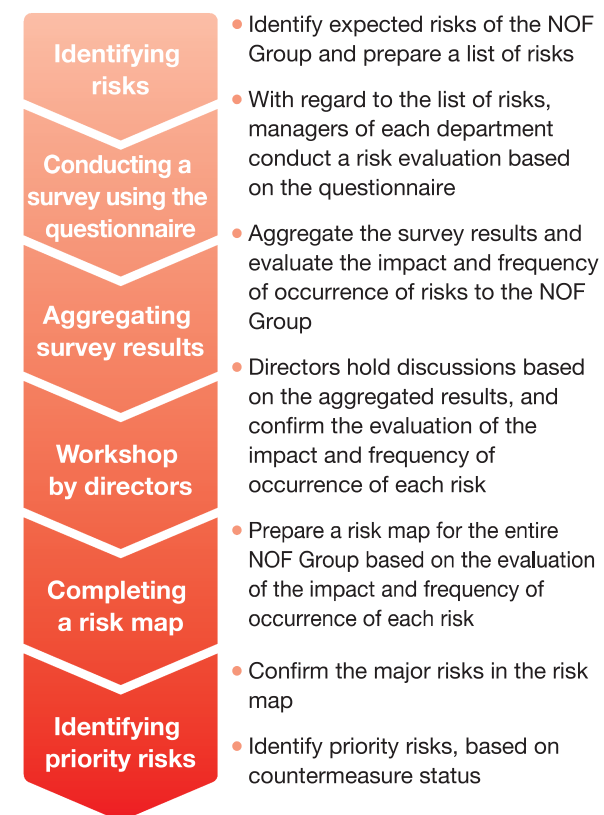 Identifying
risks
• Identify expected risks of the NOF
Group and prepare a list of risks
Conducting a
survey using the
questionnaire
• With regard to the list of risks,
managers of each department
conduct a risk evaluation based
on the questionnaire
Aggregating
survey results
• Aggregate the survey results and
evaluate the impact and frequency
of occurrence of risks to the NOF
Group
Workshop
by directors
• Directors hold discussions based
on the aggregated results, and
confirm the evaluation of the
impact and frequency of
occurrence of each risk
Completing
a risk map
• Prepare a risk map for the entire
NOF Group based on the evaluation
of the impact and frequency of
occurrence of each risk
Identifying
priority risks
• Confirm the major risks in the risk
map
• Identify priority risks, based on
countermeasure status